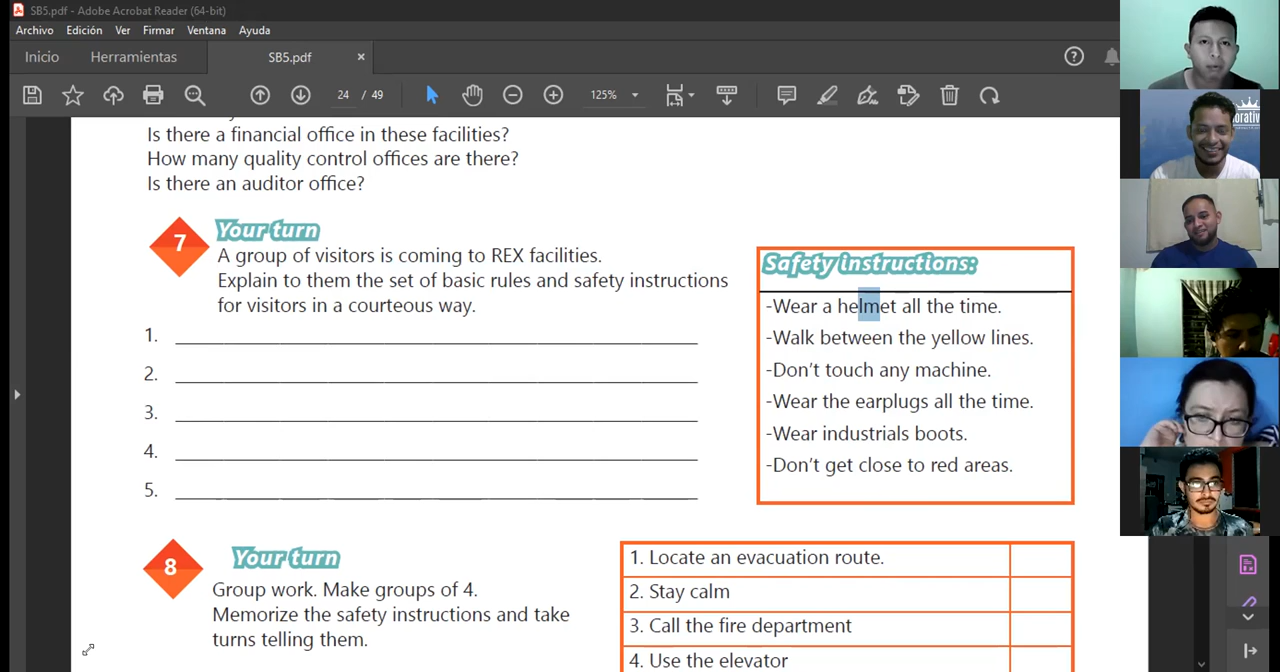 SB5.pdf - Adobe Acrobat Reader (64-bit)
Archivo Edición Ver Firmar Ventana Ayuda
Inicio Herramientas SB5.pdf ×
24 / 49 125%
Is there a financial office in these facilities?
How many quality control offices are there?
Is there an auditor office?
7 Your turn
A group of visitors is coming to REX facilities.
Explain to them the set of basic rules and safety instructions
for visitors in a courteous way.
1.
2.
3.
4.
5.
Safety instructions:
-Wear a helmet all the time.
-Walk between the yellow lines.
-Don't touch any machine.
-Wear the earplugs all the time.
-Wear industrials boots.
-Don't get close to red areas.
8 Your turn
Group work. Make groups of 4.
Memorize the safety instructions and take
turns telling them.
1. Locate an evacuation route.
2. Stay calm
3. Call the fire department
4. Use the elevator